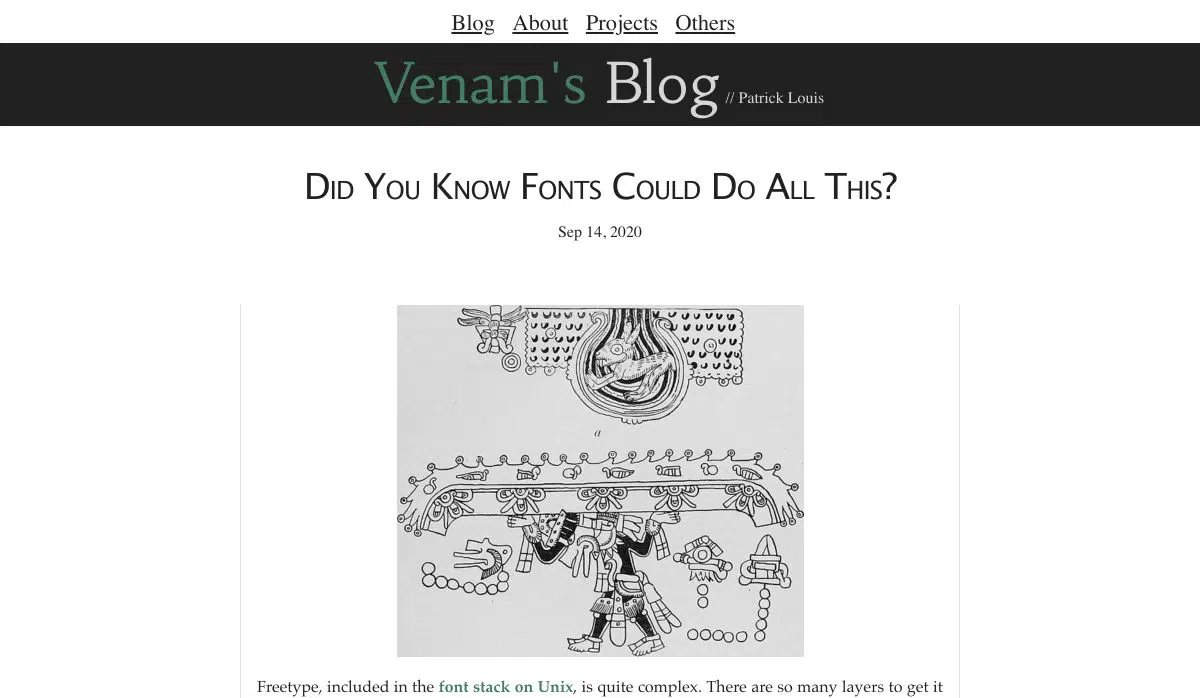 Blog About Projects Others
Venam's Blog // Patrick Louis
Did You Know Fonts Could Do All This?
Sep 14, 2020
a
Freetype, included in the font stack on Unix, is quite complex. There are so many layers to get it